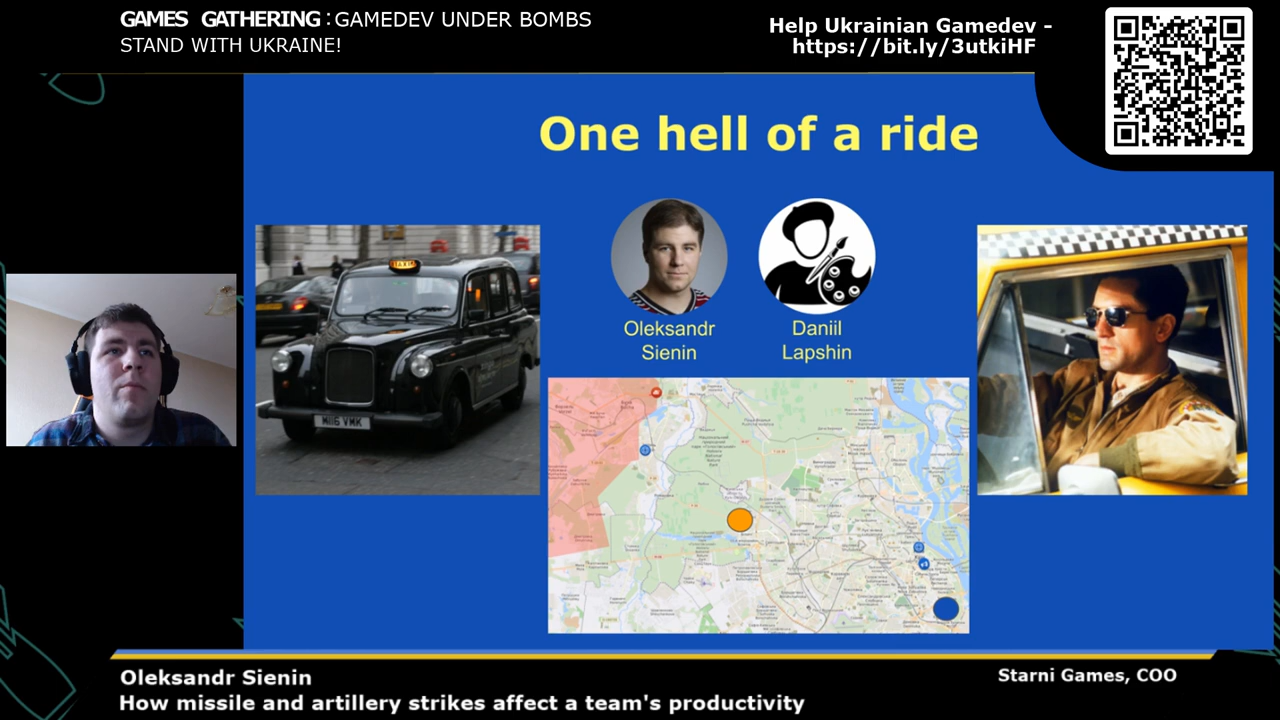 GAMES GATHERING : GAMEDEV UNDER BOMBS
STAND WITH UKRAINE!
Help Ukrainian Gamedev -
https://bit.ly/3utkiHF
One hell of a ride
TAXI
Oleksandr
Sienin
Daniil
Lapshin
M116 VMK
Oleksandr Sienin
How missile and artillery strikes affect a team's productivity
Starni Games, COO